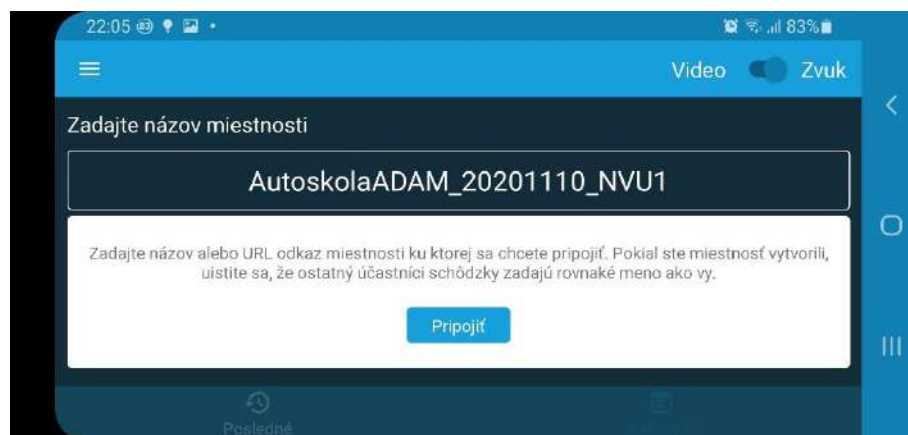 22:05 83%
Video Zvuk
Zadajte názov miestnosti
AutoskolaADAM_20201110_NVU1
Zadajte názov alebo URL odkaz miestnosti ku ktorej sa chcete pripojiť. Pokial ste miestnosť vytvorili,
uistite sa, že ostatný účastníci schôdzky zadajú rovnaké meno ako vy.
Pripojiť
Posledné